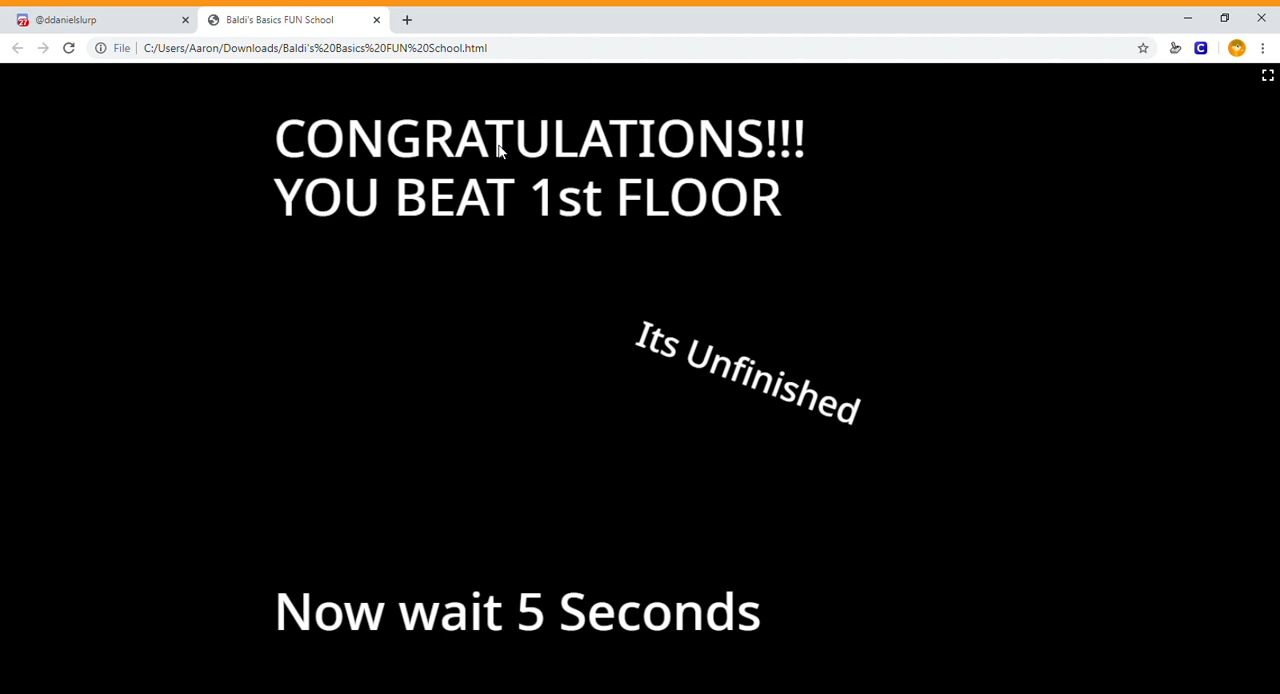 @ddanielslurp
Baldi's Basics FUN School
File
C:/Users/Aaron/Downloads/Baldi's%20Basics%20FUN%20School.html
CONGRATULATIONS!!!
YOU BEAT 1st FLOOR
Its Unfinished
Now wait 5 Seconds